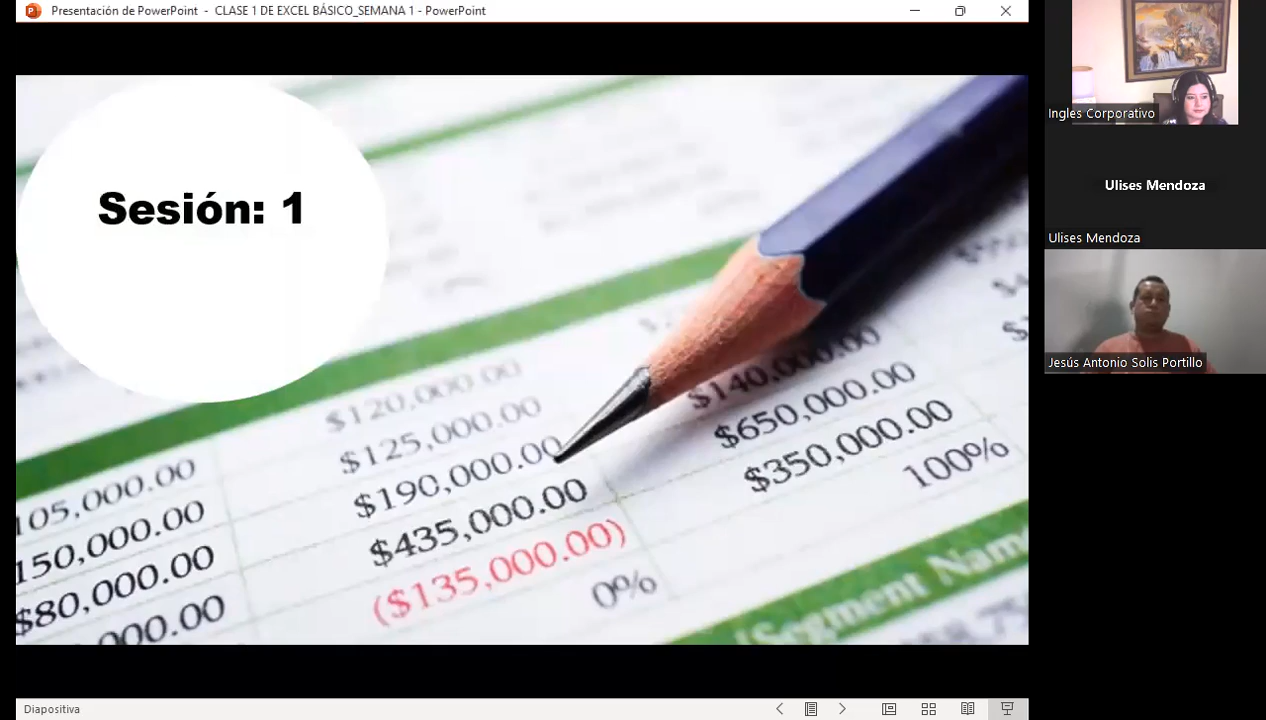 Presentación de PowerPoint - CLASE 1 DE EXCEL BÁSICO_SEMANA 1 - PowerPoint
Sesión: 1
$120,000.00
$125,000.00
$190,000.00
$435,000.00
($135,000.00)
0%
105,000.00
150,000.00
$80,000.00
$140,000.00
$650,000.00
$350,000.00
100%
[Segment Name
Ingles Corporativo
Ulises Mendoza
Ulises Mendoza
Jesús Antonio Solis Portillo
Diapositiva